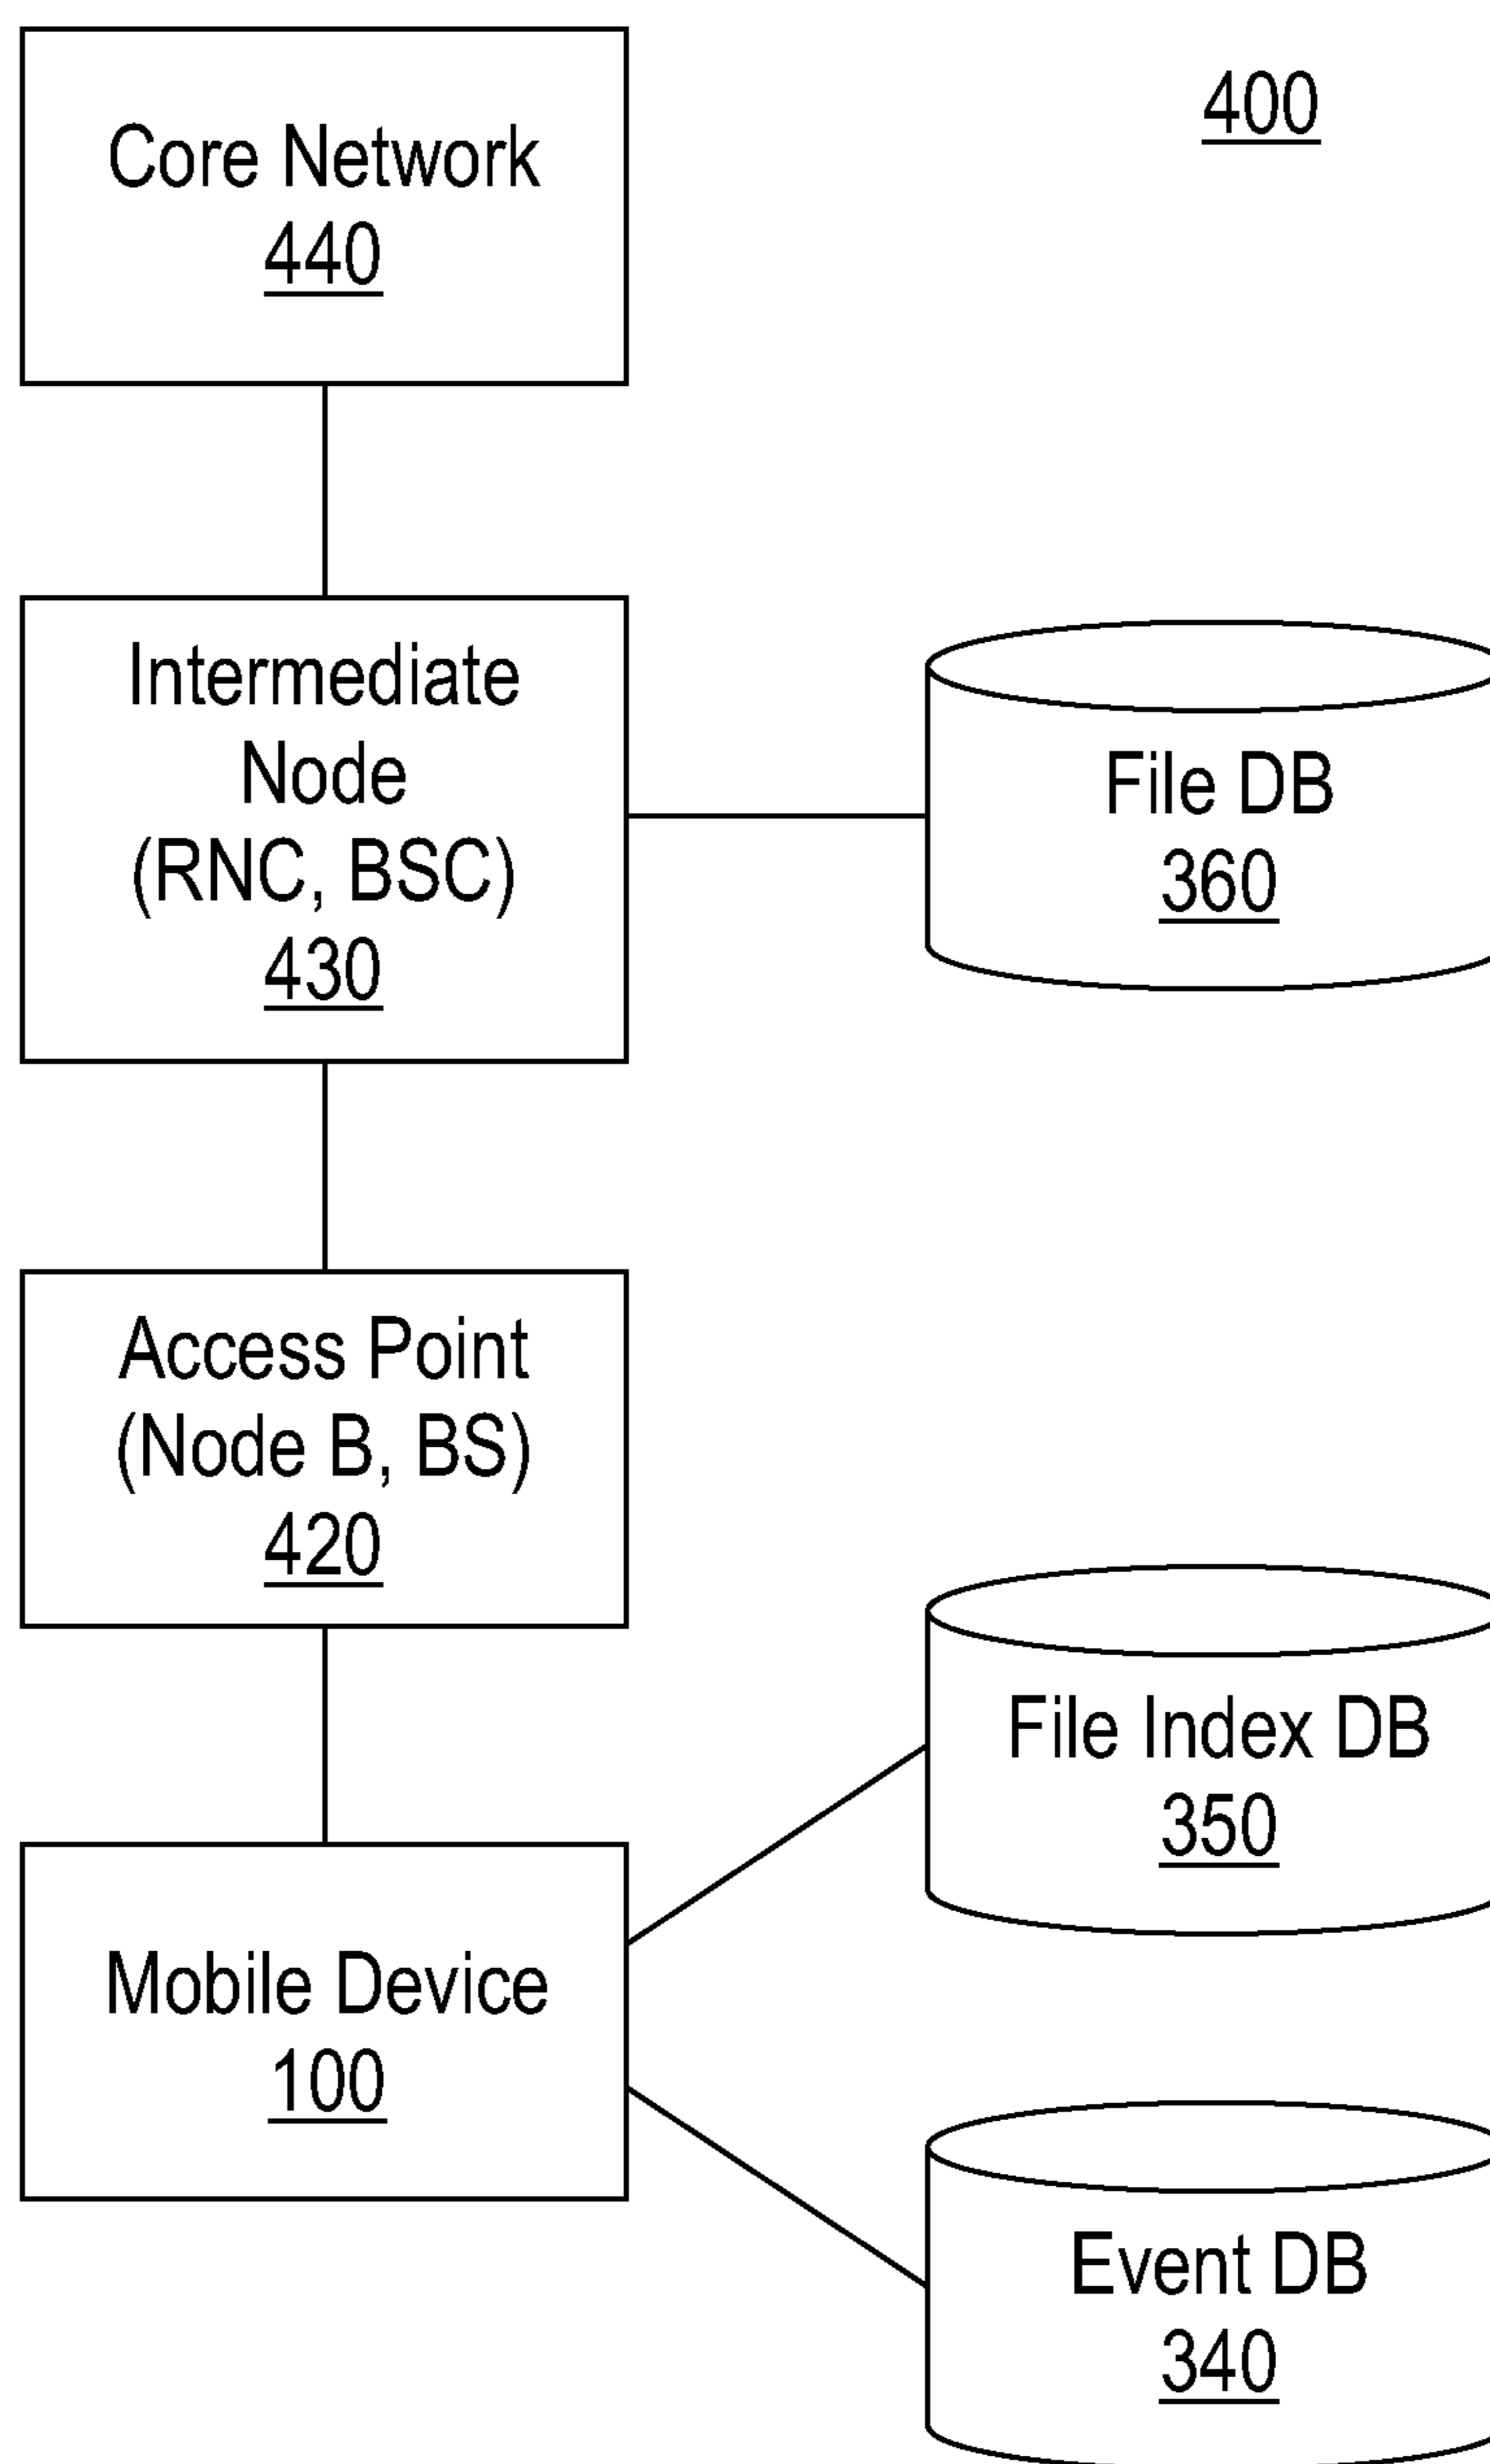 400
Core Network
440
Intermediate
Node
(RNC, BSC)
430
File DB
360
Access Point
(Node B, BS)
420
File Index DB
350
Mobile Device
100
Event DB
340